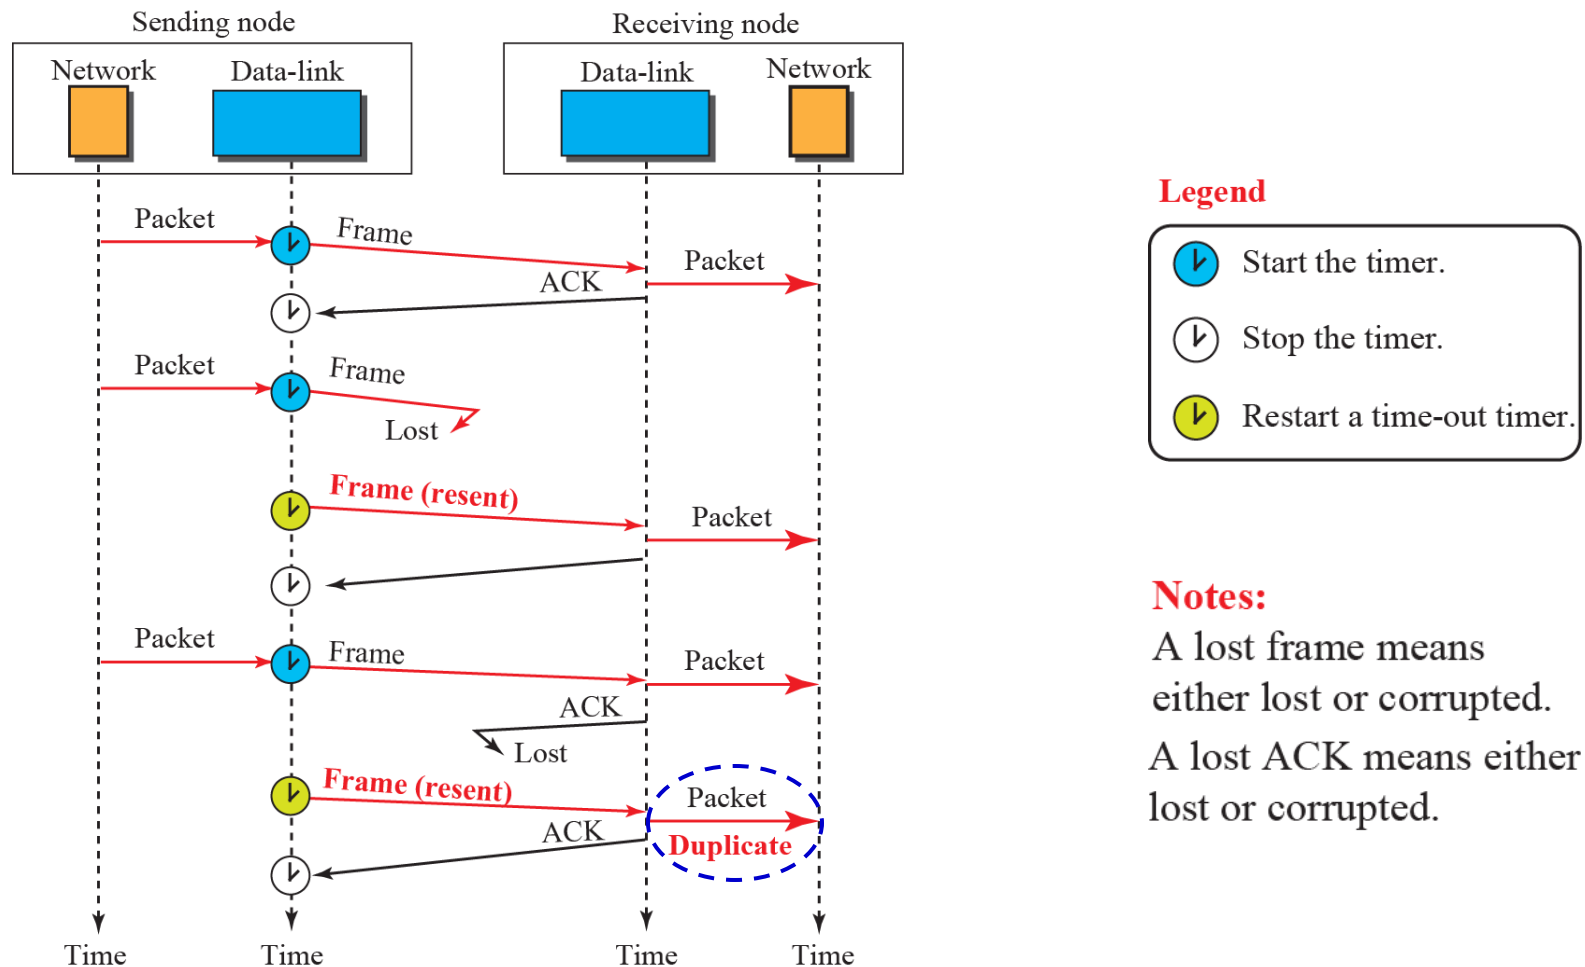 Sending node
Receiving node
Network
Data-link
Data-link
Network
Packet
Frame
Packet
ACK
Packet
Frame
Lost
Frame (resent)
Packet
Packet
Frame
Packet
ACK
Lost
Frame (resent)
Packet
ACK
Duplicate
Time
Time
Time
Time
Legend
Start the timer.
Stop the timer.
Restart a time-out timer.
Notes:
A lost frame means
either lost or corrupted.
A lost ACK means either
lost or corrupted.